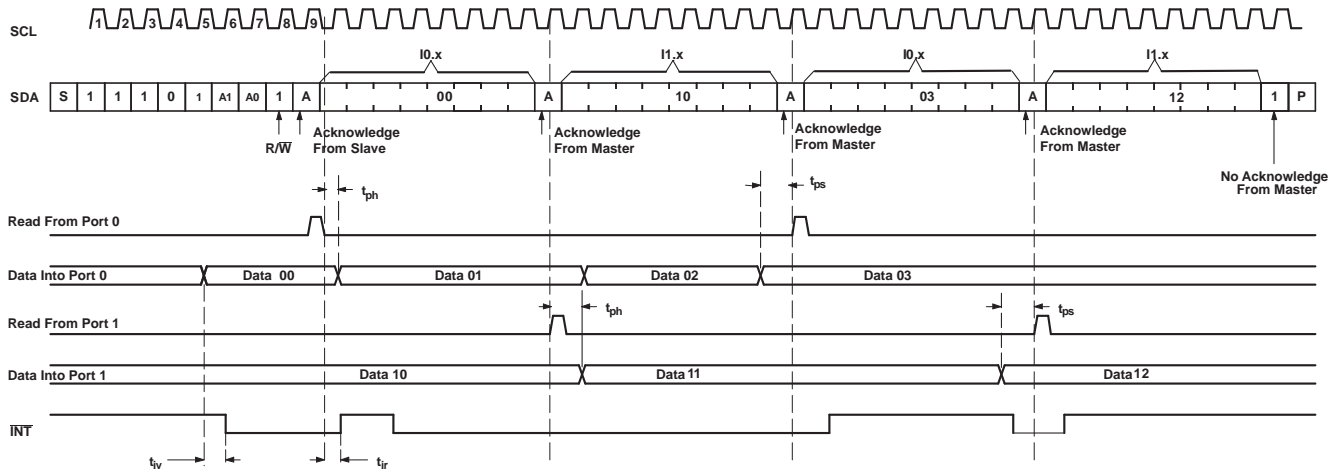 SCL 1 2 3 4 5 6 7 8 9
I0.x I1.x I0.x I1.x
SDA S 1 1 1 0 1 A1 A0 1 A 00 A 10 A 03 A 12 1 P
R/W
Acknowledge
From Slave
Acknowledge
From Master
Acknowledge
From Master
Acknowledge
From Master
No Acknowledge
From Master
tph
tps
Read From Port 0
Data Into Port 0 Data 00 Data 01 Data 02 Data 03
tph
tps
Read From Port 1
Data Into Port 1 Data 10 Data 11 Data 12
INT
tiv
tir